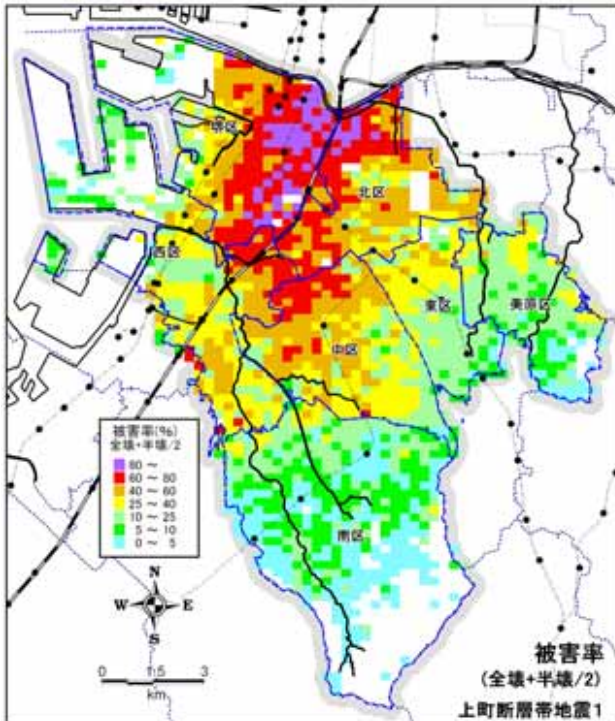 堺区
北区
西区
東区
美原区
中区
南区
被害率(%)
全壊+半壊/2
80 ～
60 ～ 80
40 ～ 60
25 ～ 40
10 ～ 25
5 ～ 10
0 ～ 5
N
W E
S
0 1.5 3
km
被害率
(全壊+半壊/2)
上町断層帯地震1